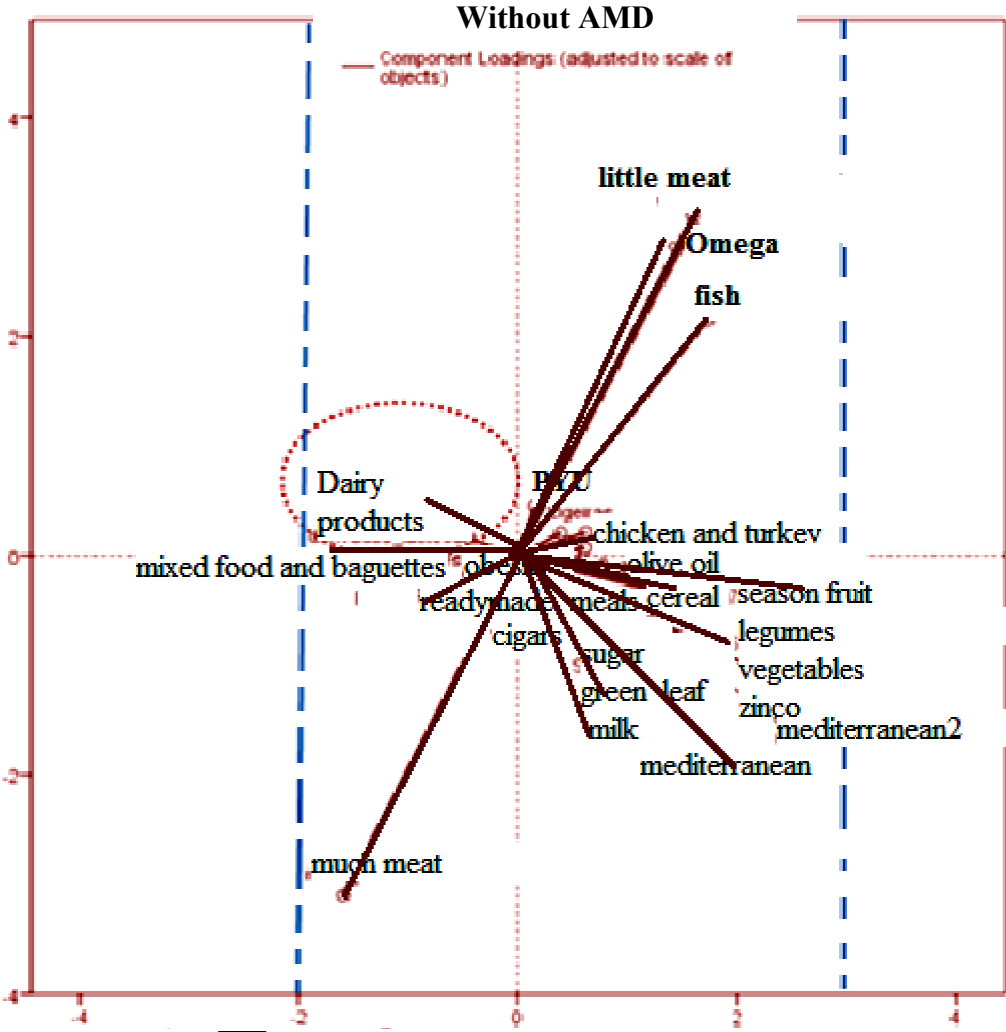 Without AMD
Component Loadings (adjusted to scale of
objects)
4
little meat
Omega
fish
2
Dairy
products
chicken and turkey
0
mixed food and baguettes
olive oil
readymade meals
cereal
season fruit
cigars
legumes
sugar
vegetables
green leaf
zinco
milk
mediterranean2
mediterranean
-2
much meat
-4
-4
-2
0
2
4